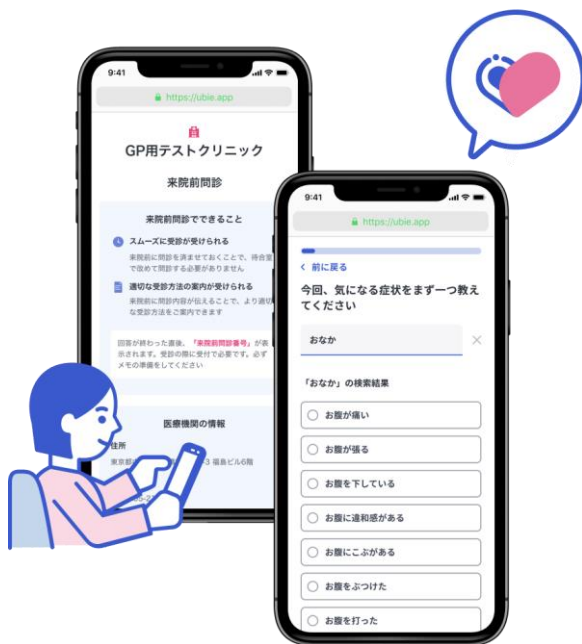 9:41
https://ubie.app
GP用テストクリニック
来院前問診
来院前問診でできること
スムーズに受診が受けられる
来院前に問診を済ませておくことで、待合室
で改めて問診する必要がありません
適切な受診方法の案内が受けられる
来院前に問診内容が伝えることで、より適切
な受診方法をご案内できます
回答が終わった直後、「来院前問診番号」が表
示されます。受診の際に受付で必要です。必ず
メモの準備をしてください
医療機関の情報
住所
東京都
-3 福島ビル6階
9:41
https://ubie.app
前に戻る
今回、気になる症状をまず一つ教え
てください
おなか
「おなか」の検索結果
お腹が痛い
お腹が張る
お腹を下している
お腹に違和感がある
お腹にこぶがある
お腹をぶつけた
お腹を打った